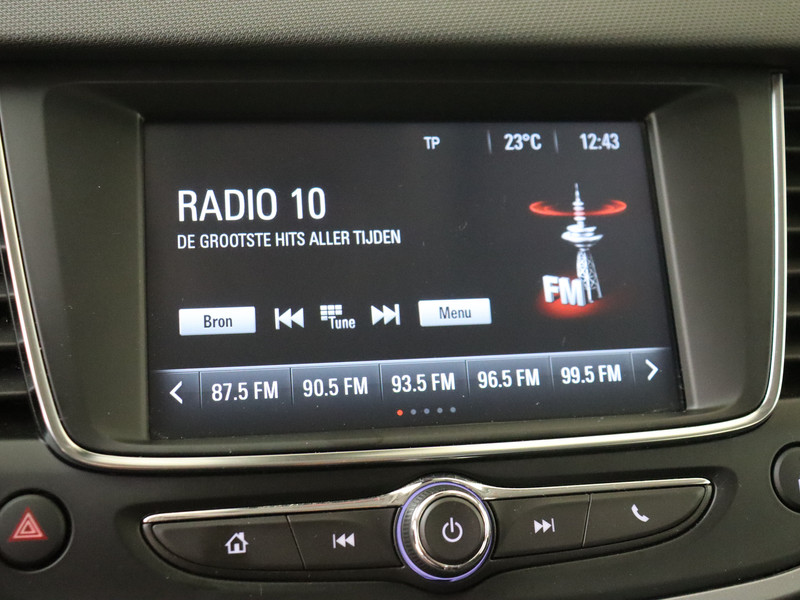 TP 23°C 12:43
RADIO 10
DE GROOTSTE HITS ALLER TIJDEN
FM
Bron Tune Menu
87.5 FM 90.5 FM 93.5 FM 96.5 FM 99.5 FM